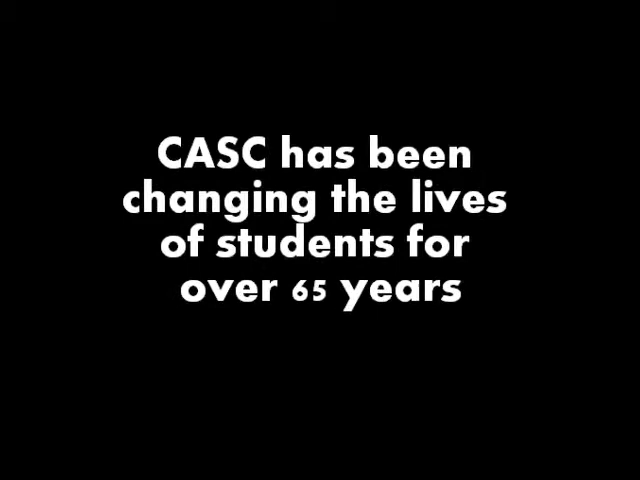 CASC has been
changing the lives
of students for
over 65 years